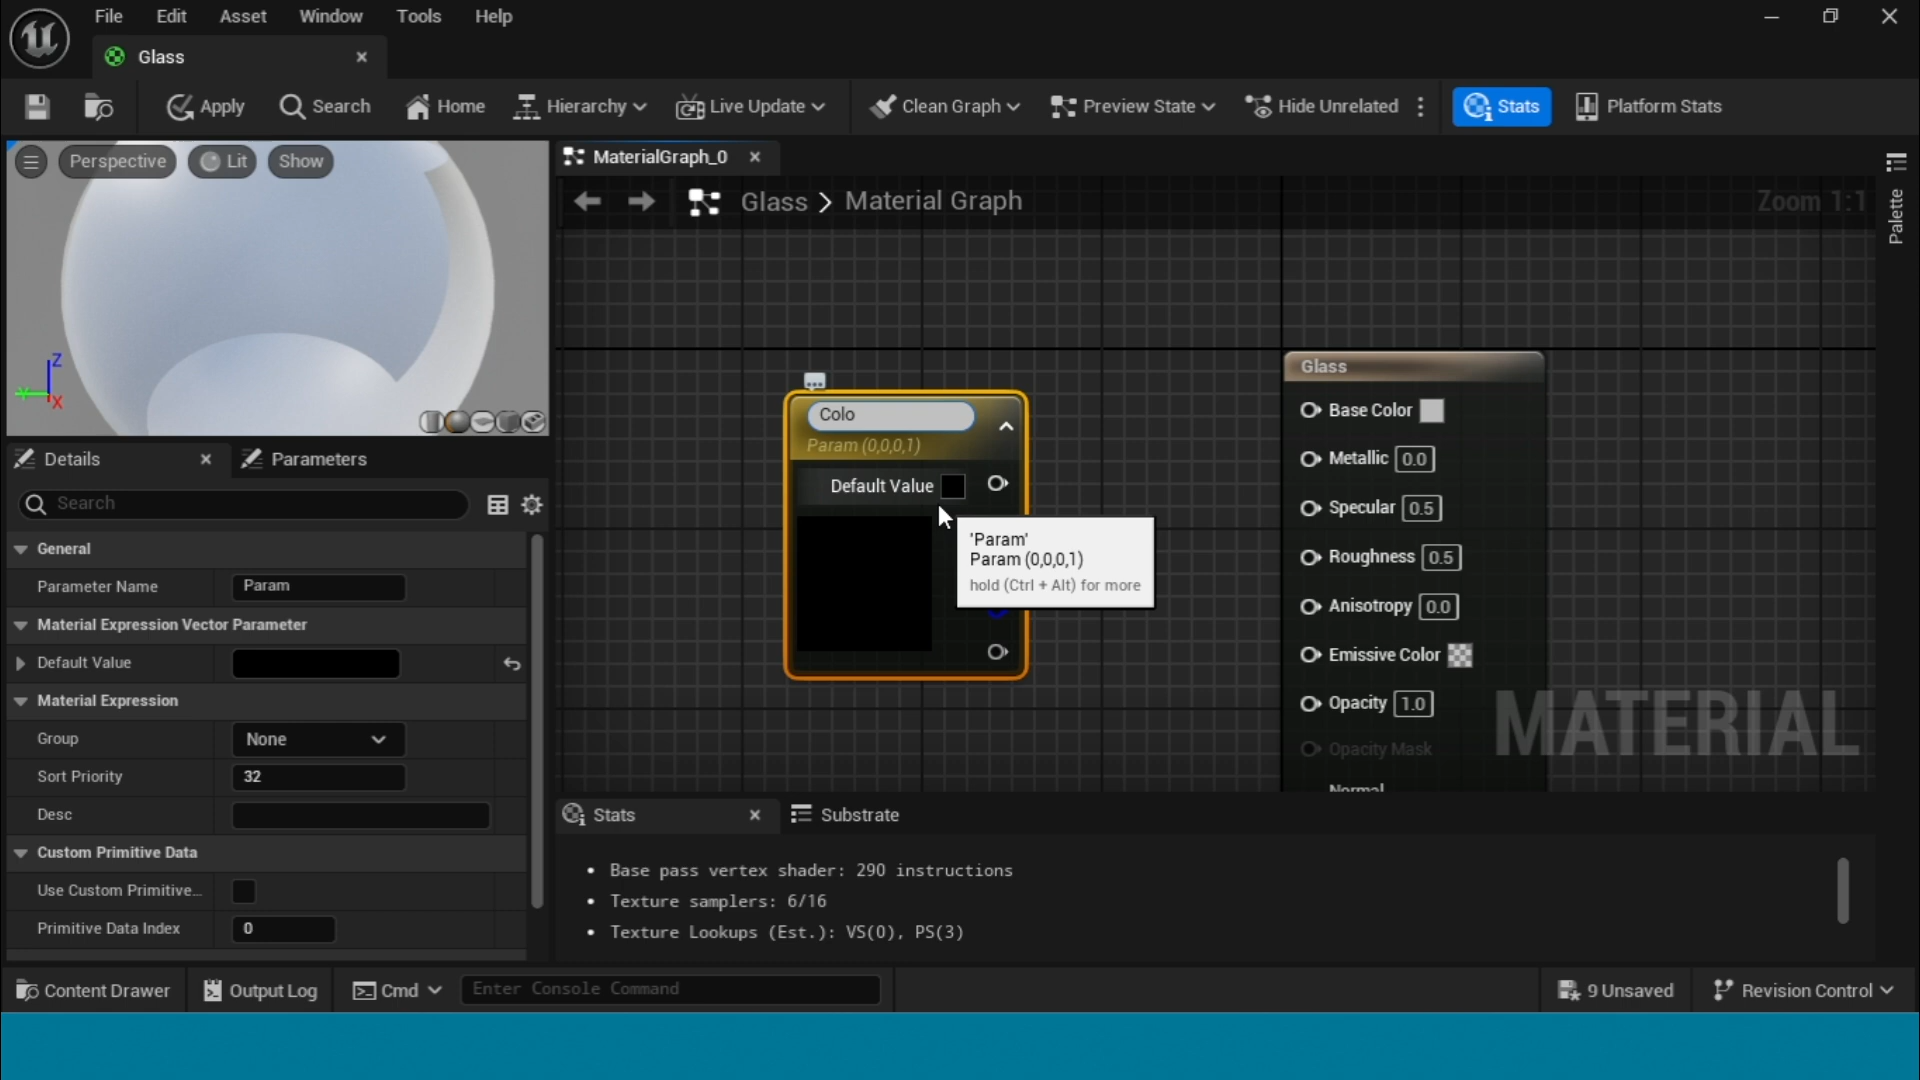 File Edit Asset Window Tools Help
Glass
Apply Search Home Hierarchy Live Update Clean Graph Preview State Hide Unrelated Stats Platform Stats
Perspective Lit Show
Z
Y
X
MaterialGraph_0
Glass > Material Graph
Zoom 1:1
Palette
Colo
Param (0,0,0,1)
Default Value
'Param'
Param (0,0,0,1)
hold (Ctrl + Alt) for more
Glass
Base Color
Metallic 0.0
Specular 0.5
Roughness 0.5
Anisotropy 0.0
Emissive Color
Opacity 1.0
Opacity Mask
Normal
MATERIAL
Details Parameters
Search
General
Parameter Name Param
Material Expression Vector Parameter
Default Value
Material Expression
Group None
Sort Priority 32
Desc
Custom Primitive Data
Use Custom Primitive...
Primitive Data Index 0
Stats Substrate
• Base pass vertex shader: 290 instructions
• Texture samplers: 6/16
• Texture Lookups (Est.): VS(0), PS(3)
Content Drawer Output Log Cmd Enter Console Command 9 Unsaved Revision Control